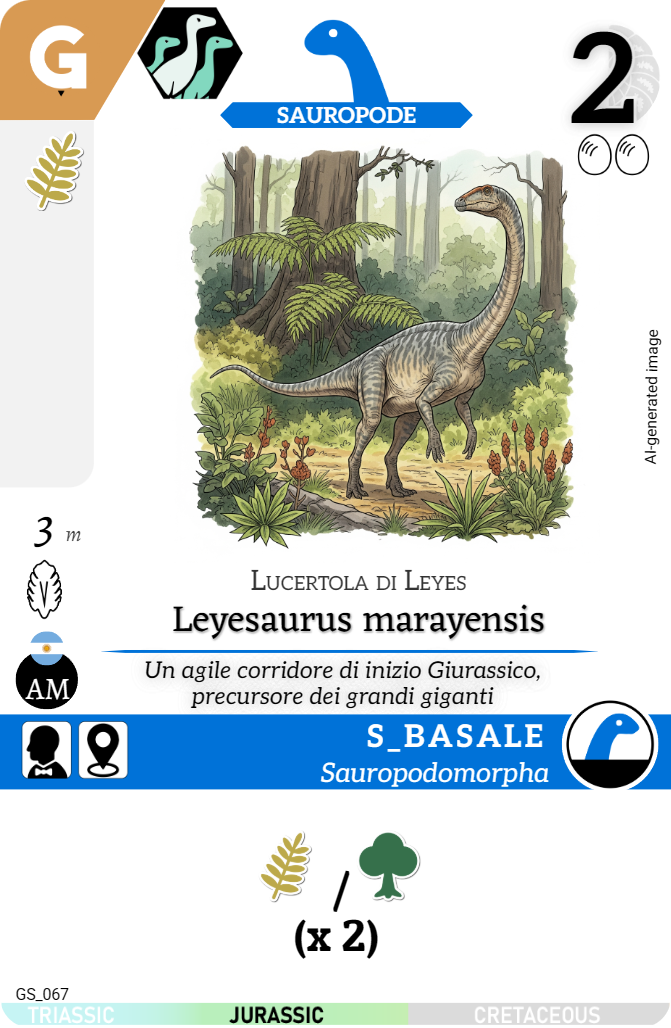 G
SAUROPODE
2
AI-generated image
3 m
LUCERTOLA DI LEYES
Leyesaurus marayensis
AM
Un agile corridore di inizio Giurassico,
precursore dei grandi giganti
S_BASALE
Sauropodomorpha
/
(x 2)
GS_067
TRIASSIC JURASSIC CRETACEOUS